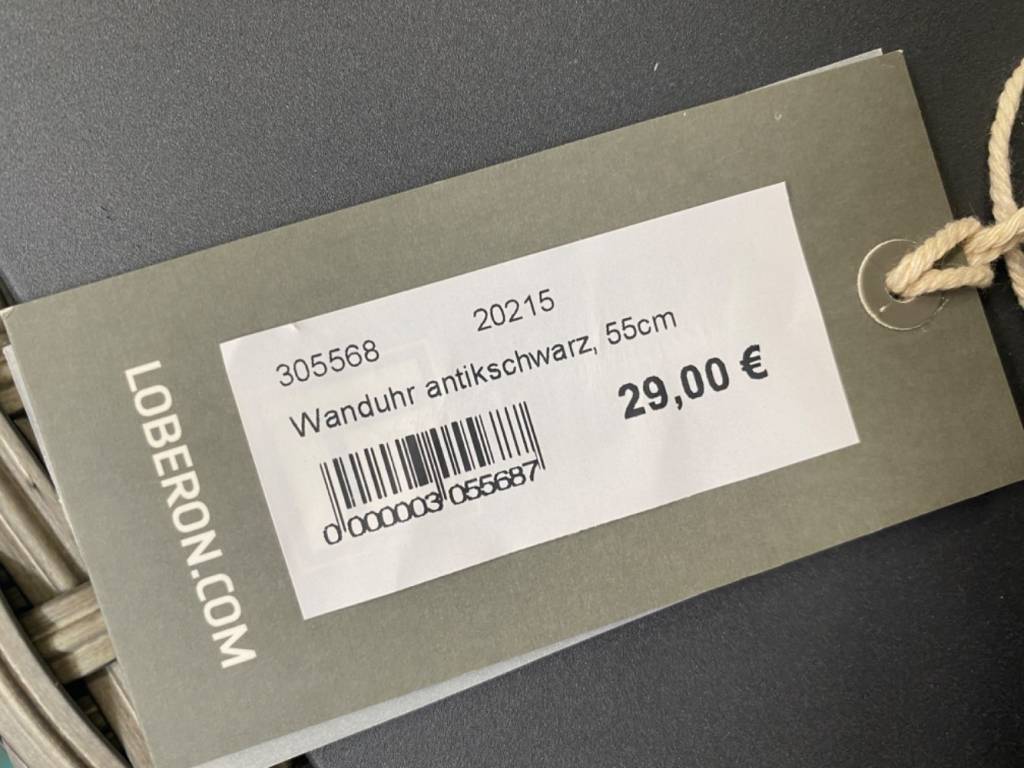 305568 20215
Wanduhr antikschwarz, 55cm
29,00 €
0 000003 055687
LOBERON.COM